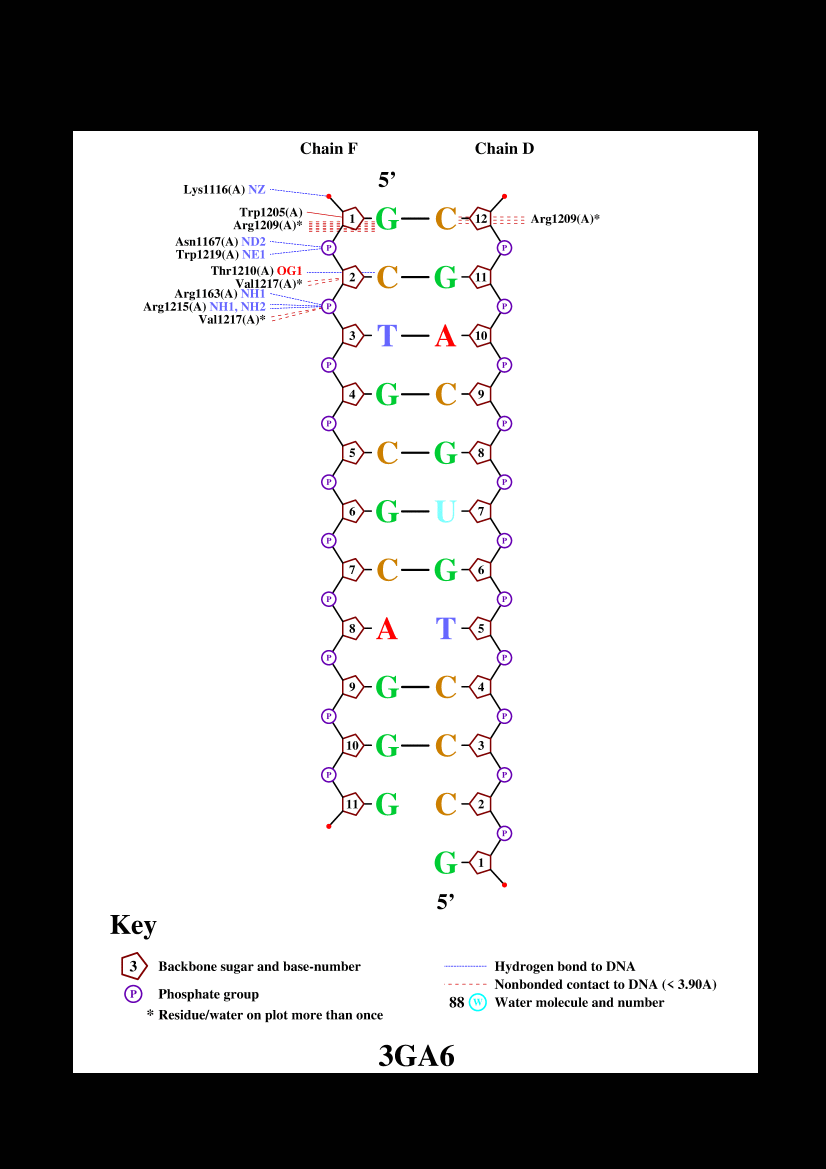 Chain F Chain D
5’
Lys1116(A) NZ
Trp1205(A)
1 G C 12 Arg1209(A)*
Arg1209(A)*
Asn1167(A) ND2
P P
Trp1219(A) NE1
Thr1210(A) OG1
2 C G 11
Val1217(A)*
Arg1163(A) NH1
Arg1215(A) NH1, NH2
P P
Val1217(A)*
3 T A 10
P P
4 G C 9
P P
5 C G 8
P P
6 G U 7
P P
7 C G 6
P P
8 A T 5
P P
9 G C 4
P P
10 G C 3
P P
11 G C 2
P
G 1
5’
Key
3 Backbone sugar and base-number
P Phosphate group
* Residue/water on plot more than once
Hydrogen bond to DNA
Nonbonded contact to DNA (< 3.90A)
88 W Water molecule and number
3GA6